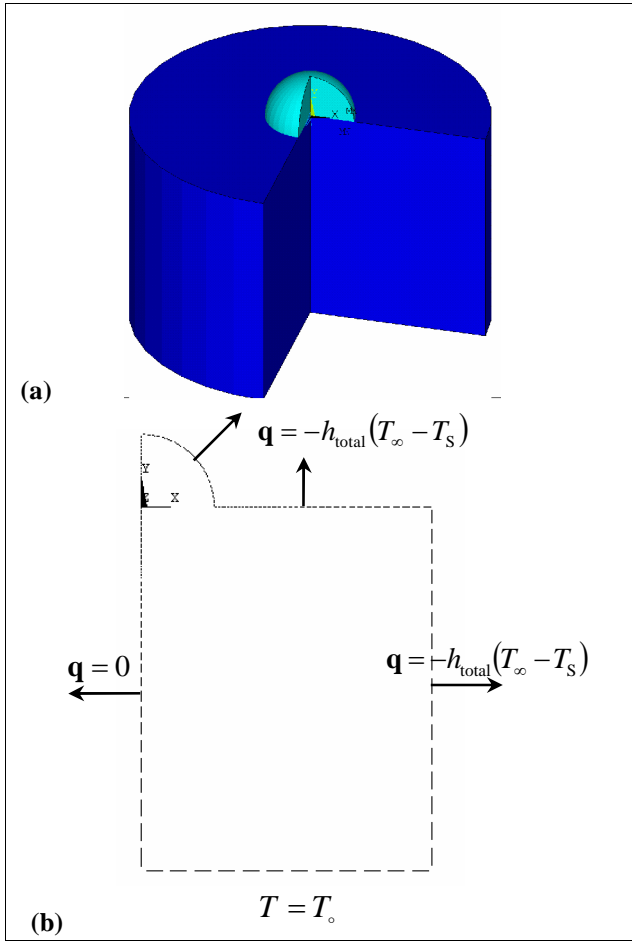 Y
X
(a)
q = −h_total(T_∞ − T_S)
Y
X
q = 0
q = −h_total(T_∞ − T_S)
T = T_∘
(b)